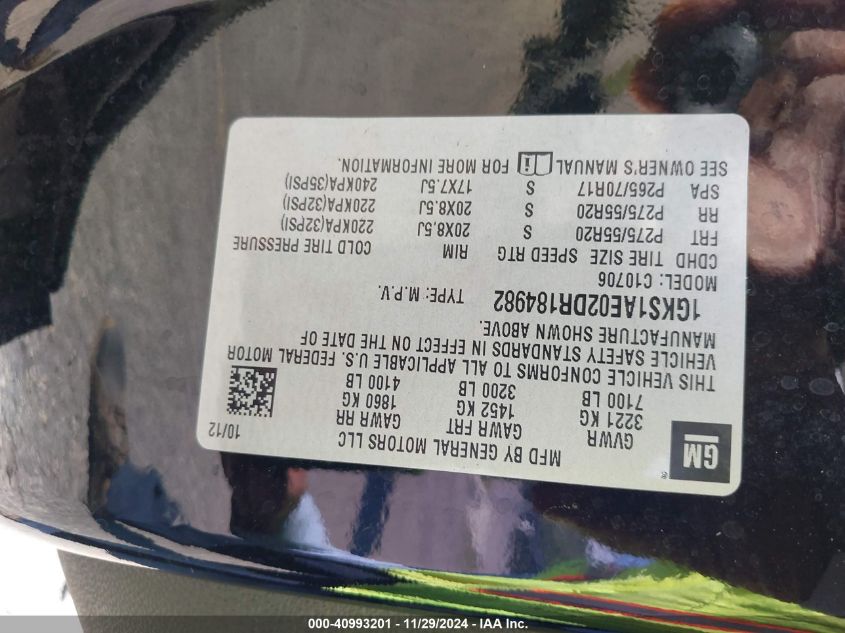 GM
MFD BY GENERAL MOTORS LLC
10/12
GVWR GAWR FRT GAWR RR
3221 KG 1452 KG 1860 KG
7100 LB 3200 LB 4100 LB
THIS VEHICLE CONFORMS TO ALL APPLICABLE U.S. FEDERAL MOTOR
VEHICLE SAFETY STANDARDS IN EFFECT ON THE DATE OF
MANUFACTURE SHOWN ABOVE.
1GKS1AE02DR184982 TYPE: M.P.V.
MODEL: C10706
CDHD TIRE SIZE SPEED RTG RIM COLD TIRE PRESSURE
FRT P275/55R20 S 20X8.5J 220KPA(32PSI)
RR P275/55R20 S 20X8.5J 220KPA(32PSI)
SPA P265/70R17 S 17X7.5J 240KPA(35PSI)
SEE OWNER'S MANUAL FOR MORE INFORMATION.
000-40993201 - 11/29/2024 - IAA Inc.